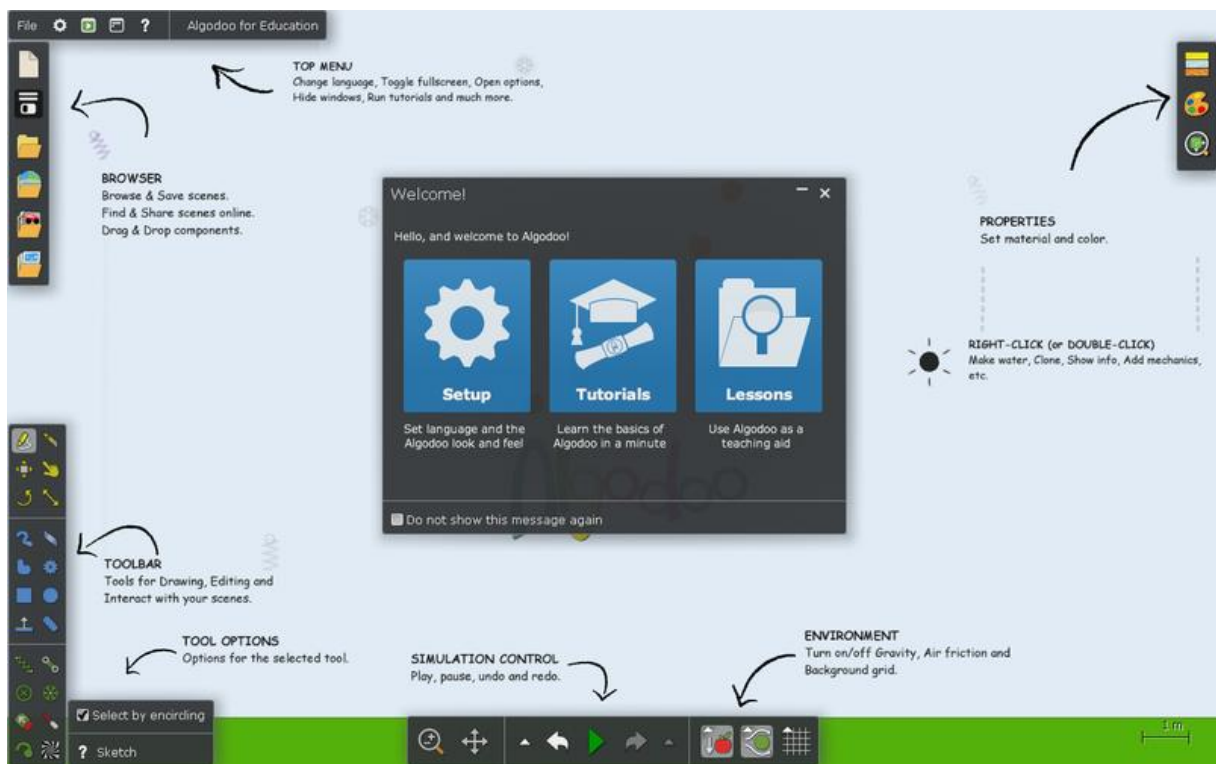 File ? Algodoo for Education
TOP MENU
Change language, Toggle fullscreen, Open options,
Hide windows, Run tutorials and much more.
BROWSER
Browse & Save scenes.
Find & Share scenes online.
Drag & Drop components.
Welcome!
Hello, and welcome to Algodoo!
Setup
Set language and the
Algodoo look and feel
Tutorials
Learn the basics of
Algodoo in a minute
Lessons
Use Algodoo as a
teaching aid
Algodoo
Do not show this message again
PROPERTIES
Set material and color.
RIGHT-CLICK (or DOUBLE-CLICK)
Make water, Clone, Show info, Add mechanics,
etc.
TOOLBAR
Tools for Drawing, Editing and
Interact with your scenes.
TOOL OPTIONS
Options for the selected tool.
SIMULATION CONTROL
Play, pause, undo and redo.
ENVIRONMENT
Turn on/off Gravity, Air friction and
Background grid.
Select by encirding
? Sketch
1 m